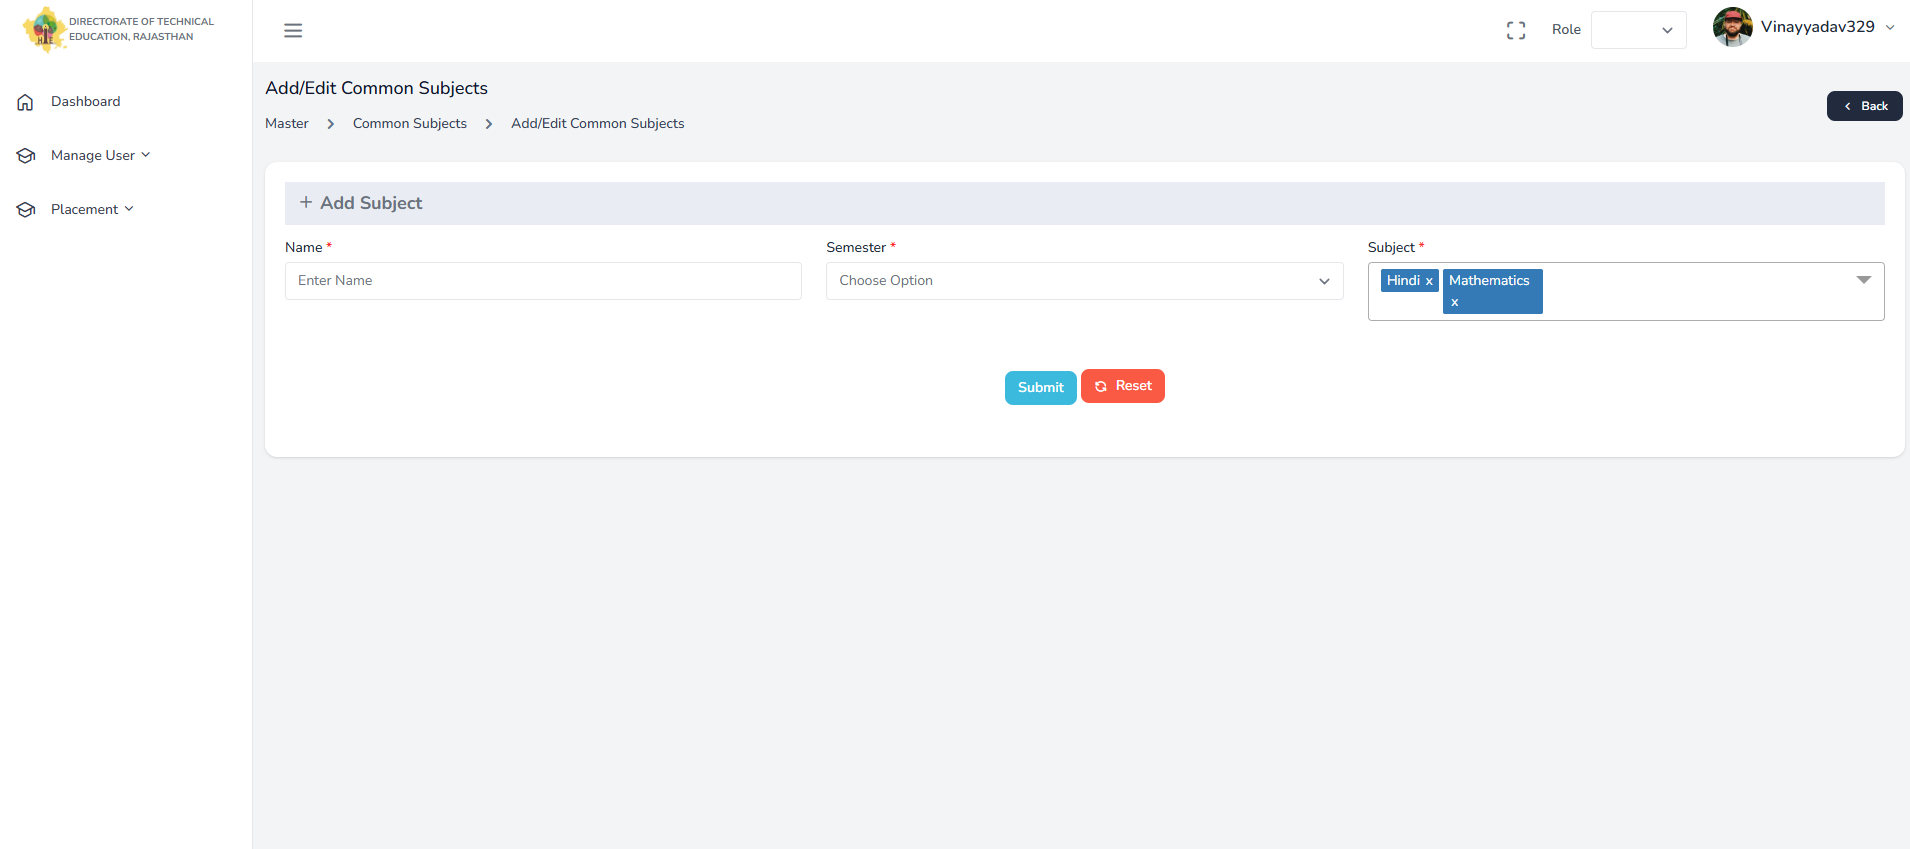 DIRECTORATE OF TECHNICAL
EDUCATION, RAJASTHAN
Role
Vinayyadav329
Dashboard
Manage User
Placement
Add/Edit Common Subjects
Master > Common Subjects > Add/Edit Common Subjects
Back
+ Add Subject
Name *
Semester *
Subject *
Enter Name
Choose Option
Hindi x
Mathematics
x
Submit
Reset